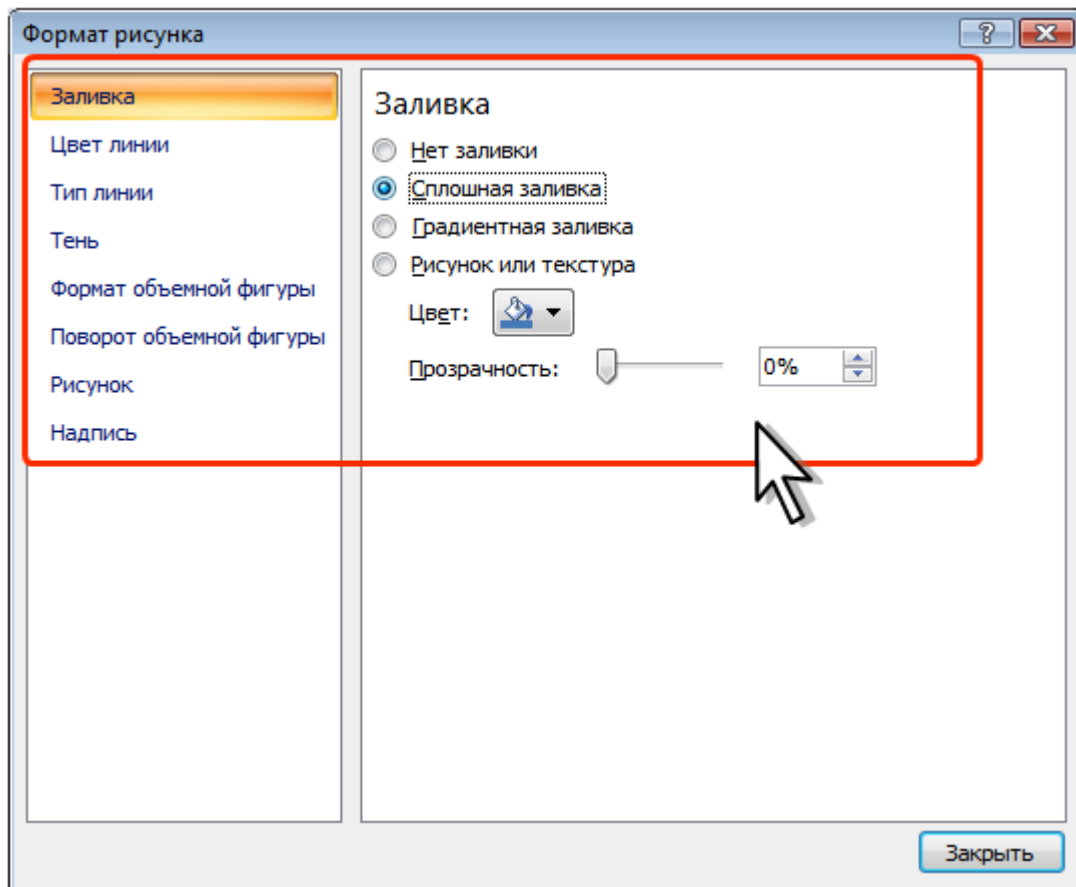 Формат рисунка
Заливка
Цвет линии
Тип линии
Тень
Формат объемной фигуры
Поворот объемной фигуры
Рисунок
Надпись
Заливка
Нет заливки
Сплошная заливка
Градиентная заливка
Рисунок или текстура
Цвет:
Прозрачность: 0%
Закрыть